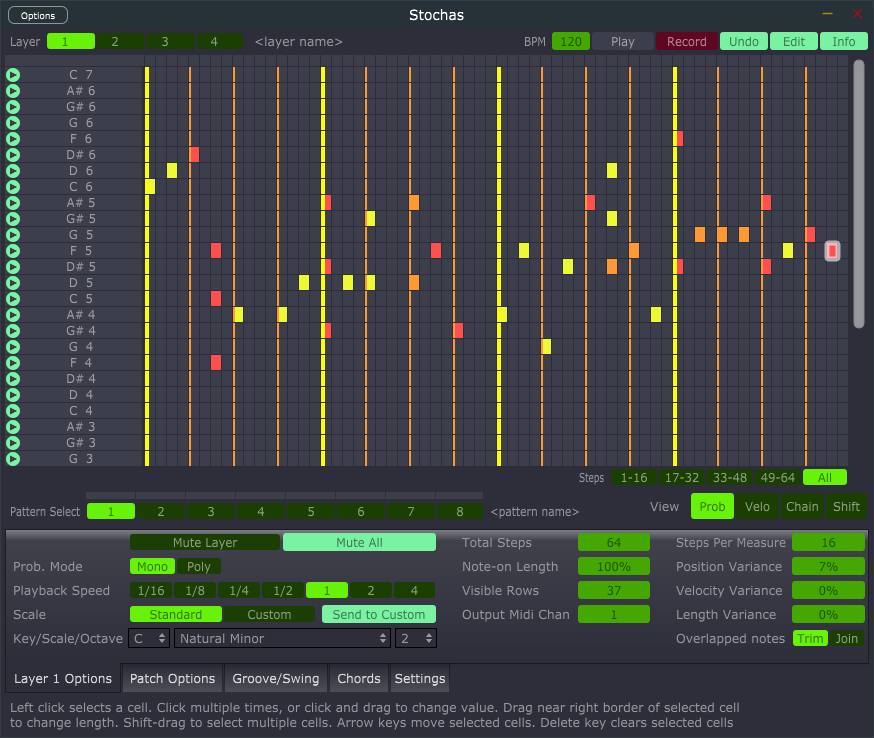 Options
Stochas
Layer 1 2 3 4 <layer name> BPM 120 Play Record Undo Edit Info
C 7
A# 6
G# 6
G 6
F 6
D# 6
D 6
C 6
A# 5
G# 5
G 5
F 5
D# 5
D 5
C 5
A# 4
G# 4
G 4
F 4
D# 4
D 4
C 4
A# 3
G# 3
G 3
Steps 1-16 17-32 33-48 49-64 All
Pattern Select 1 2 3 4 5 6 7 8 <pattern name> View Prob Velo Chain Shift
Mute Layer Mute All Total Steps 64 Steps Per Measure 16
Prob. Mode Mono Poly Note-on Length 100% Position Variance 7%
Playback Speed 1/16 1/8 1/4 1/2 1 2 4 Visible Rows 37 Velocity Variance 0%
Scale Standard Custom Send to Custom Output Midi Chan 1 Length Variance 0%
Key/Scale/Octave C Natural Minor 2 Overlapped notes Trim Join
Layer 1 Options Patch Options Groove/Swing Chords Settings
Left click selects a cell. Click multiple times, or click and drag to change value. Drag near right border of selected cell
to change length. Shift-drag to select multiple cells. Arrow keys move selected cells. Delete key clears selected cells